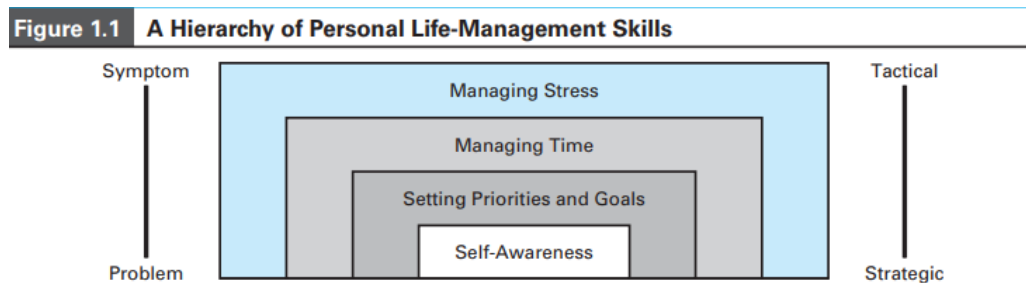 Figure 1.1 A Hierarchy of Personal Life-Management Skills
Symptom
Tactical
Managing Stress
Managing Time
Setting Priorities and Goals
Self-Awareness
Problem
Strategic